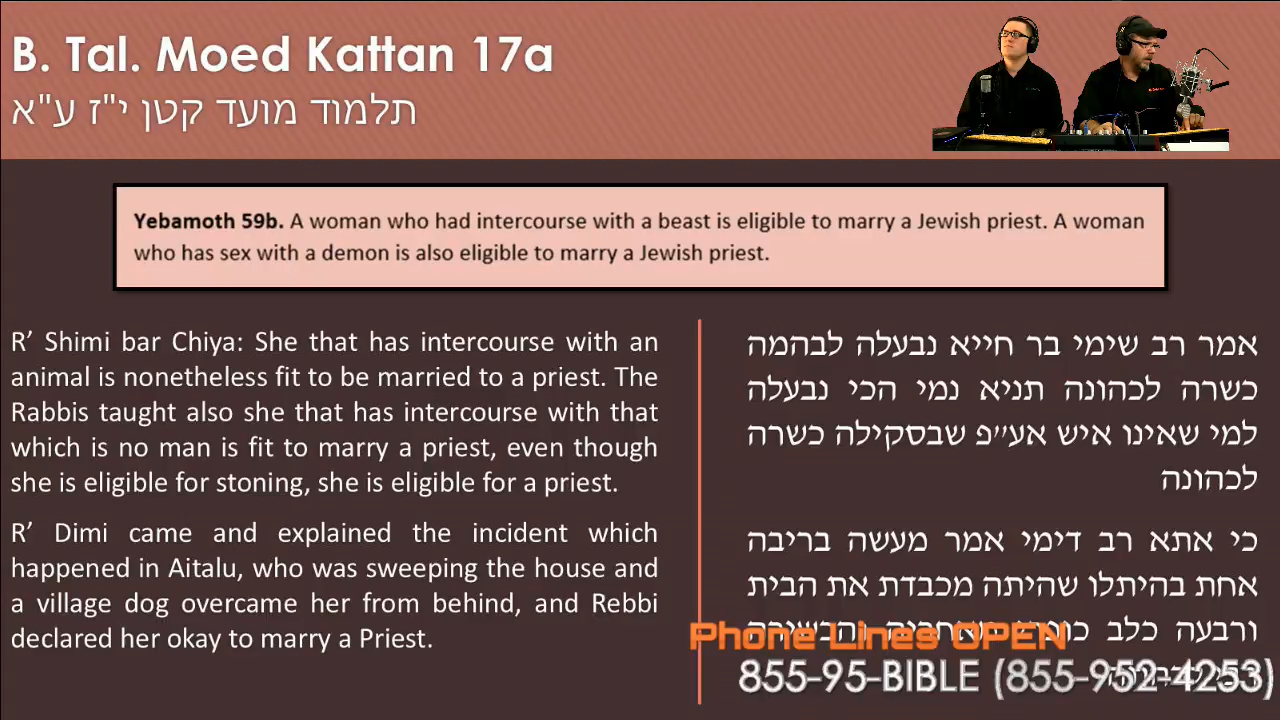 B. Tal. Moed Kattan 17a
תלמוד מועד קטן י"ז ע"א
Yebamoth 59b. A woman who had intercourse with a beast is eligible to marry a Jewish priest. A woman
who has sex with a demon is also eligible to marry a Jewish priest.
R’ Shimi bar Chiya: She that has intercourse with an
animal is nonetheless fit to be married to a priest. The
Rabbis taught also she that has intercourse with that
which is no man is fit to marry a priest, even though
she is eligible for stoning, she is eligible for a priest.
R’ Dimi came and explained the incident which
happened in Aitalu, who was sweeping the house and
a village dog overcame her from behind, and Rebbi
declared her okay to marry a Priest.
אמר רב שימי בר חייא נבעלה לבהמה
כשרה לכהונה תניא נמי הכי נבעלה
למי שאינו איש אע״פ שבסקילה כשרה
לכהונה
כי אתא רב דימי אמר מעשה בריבה
אחת בהיתלו שהיתה מכבדת את הבית
ורבעה כלב
Phone Lines OPEN
855-95-BIBLE (855-952-4253)